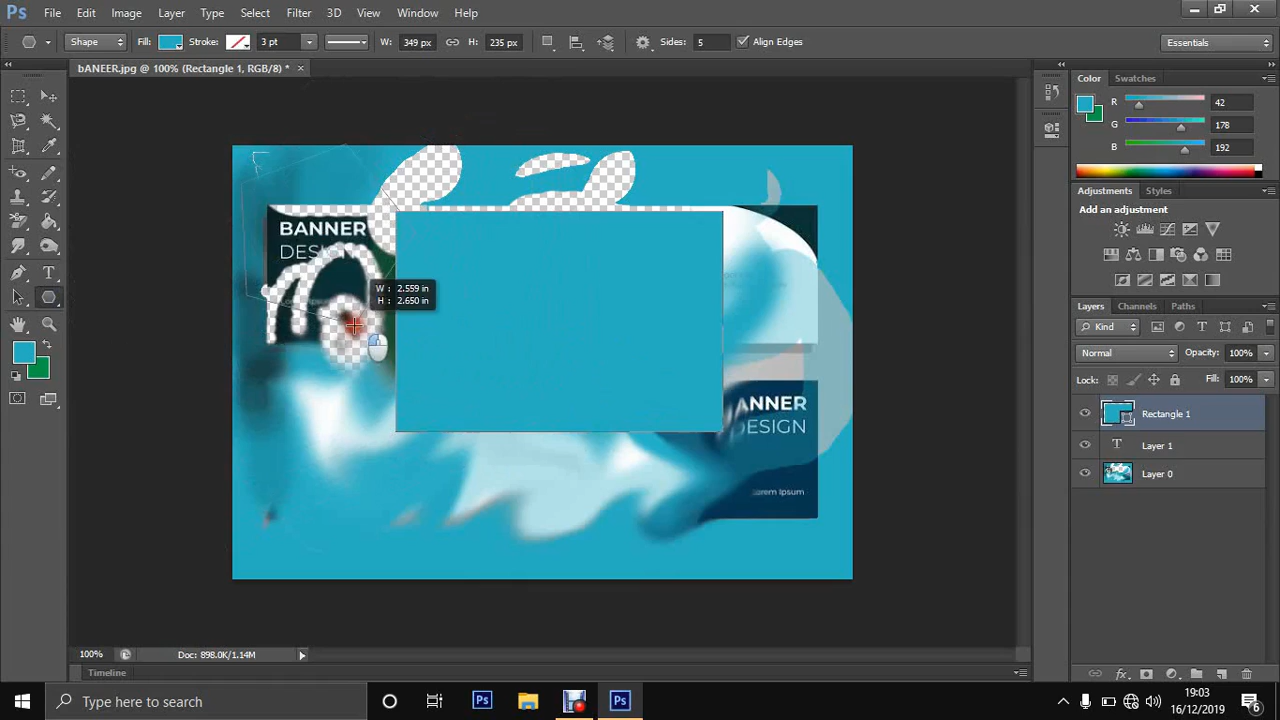 Ps File Edit Image Layer Type Select Filter 3D View Window Help
Shape Fill: Stroke: 3 pt W: 349 px H: 235 px Sides: 5 Align Edges Essentials
bANEER.jpg @ 100% (Rectangle 1, RGB/8) * ×
Color Swatches
R 42
G 178
B 192
Adjustments Styles
Add an adjustment
Layers Channels Paths
Kind
Normal Opacity: 100%
Lock: Fill: 100%
Rectangle 1
T Layer 1
Layer 0
BANNER
DESIGN
W: 2.559 in
H: 2.650 in
ANNER
DESIGN
Lorem Ipsum
100% Doc: 898.0K/1.14M
Timeline
Type here to search
Ps
Ps
19:03
16/12/2019
6